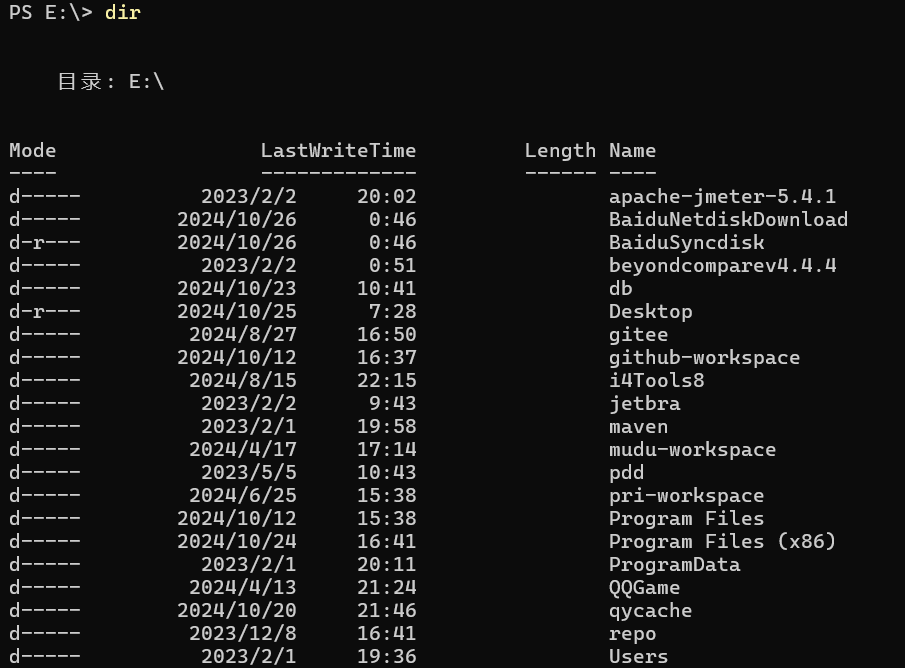 PS E:\> dir
目录: E:\
Mode LastWriteTime Length Name
---- ------------- ------ ----
d----- 2023/2/2 20:02 apache-jmeter-5.4.1
d----- 2024/10/26 0:46 BaiduNetdiskDownload
d-r--- 2024/10/26 0:46 BaiduSyncdisk
d----- 2023/2/2 0:51 beyondcomparev4.4.4
d----- 2024/10/23 10:41 db
d-r--- 2024/10/25 7:28 Desktop
d----- 2024/8/27 16:50 gitee
d----- 2024/10/12 16:37 github-workspace
d----- 2024/8/15 22:15 i4Tools8
d----- 2023/2/2 9:43 jetbra
d----- 2023/2/1 19:58 maven
d----- 2024/4/17 17:14 mudu-workspace
d----- 2023/5/5 10:43 pdd
d----- 2024/6/25 15:38 pri-workspace
d----- 2024/10/12 15:38 Program Files
d----- 2024/10/24 16:41 Program Files (x86)
d----- 2023/2/1 20:11 ProgramData
d----- 2024/4/13 21:24 QQGame
d----- 2024/10/20 21:46 qycache
d----- 2023/12/8 16:41 repo
d----- 2023/2/1 19:36 Users